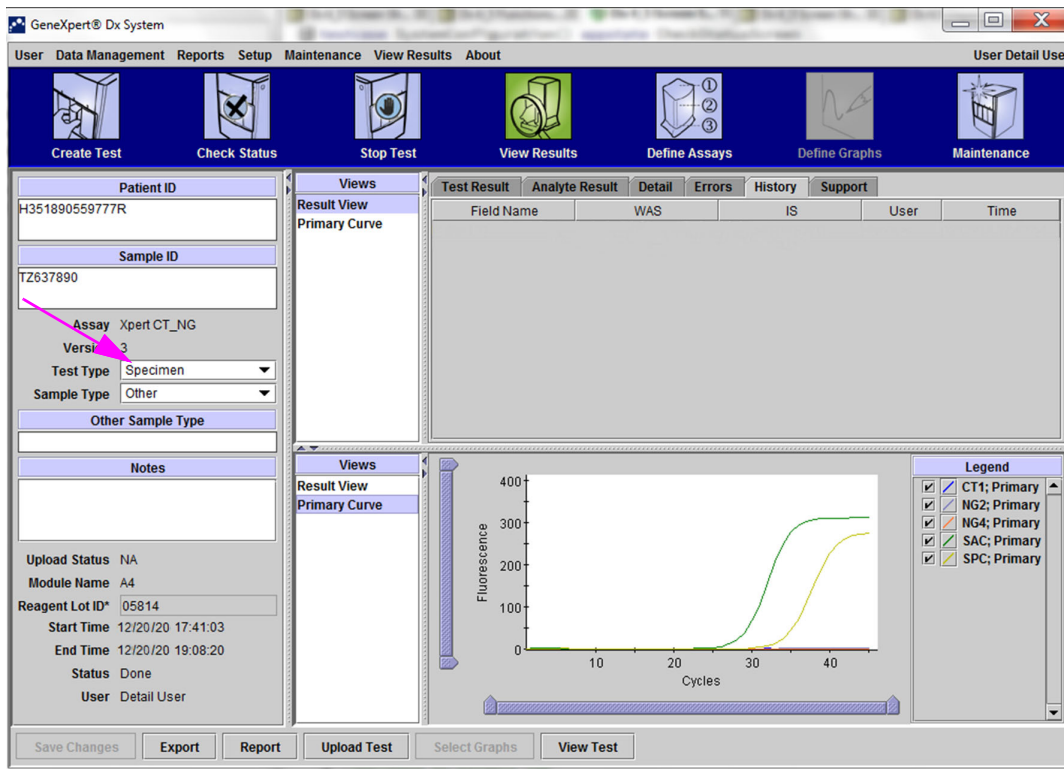 GeneXpert® Dx System
User Data Management Reports Setup Maintenance View Results About User Detail Use
Create Test Check Status Stop Test View Results Define Assays Define Graphs Maintenance
① ② ③
Patient ID
H351890559777R
Sample ID
TZ637890
Assay Xpert CT_NG
Versi 3
Test Type Specimen
Sample Type Other
Other Sample Type
Notes
Upload Status NA
Module Name A4
Reagent Lot ID* 05814
Start Time 12/20/20 17:41:03
End Time 12/20/20 19:08:20
Status Done
User Detail User
Views
Result View
Primary Curve
Test Result Analyte Result Detail Errors History Support
Field Name WAS IS User Time
Views
Result View
Primary Curve
400
300
200
100
0
Fluorescence
10 20 30 40
Cycles
Legend
CT1; Primary
NG2; Primary
NG4; Primary
SAC; Primary
SPC; Primary
Save Changes Export Report Upload Test Select Graphs View Test